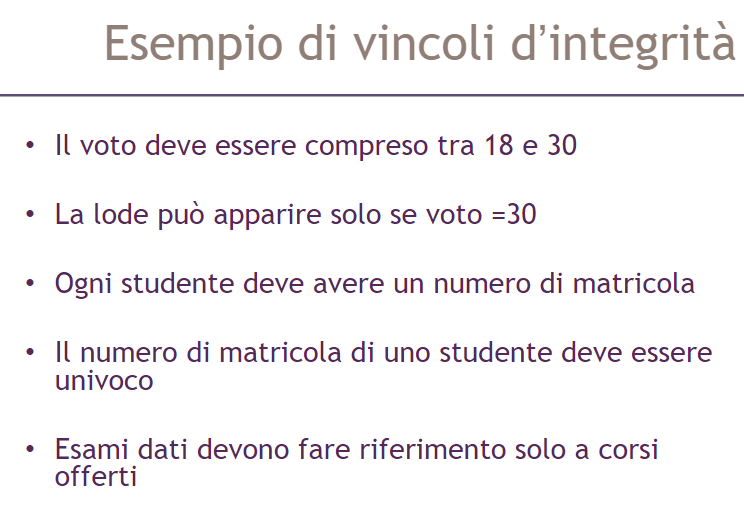 Esempio di vincoli d’integrità
• Il voto deve essere compreso tra 18 e 30
• La lode può apparire solo se voto =30
• Ogni studente deve avere un numero di matricola
• Il numero di matricola di uno studente deve essere
univoco
• Esami dati devono fare riferimento solo a corsi
offerti